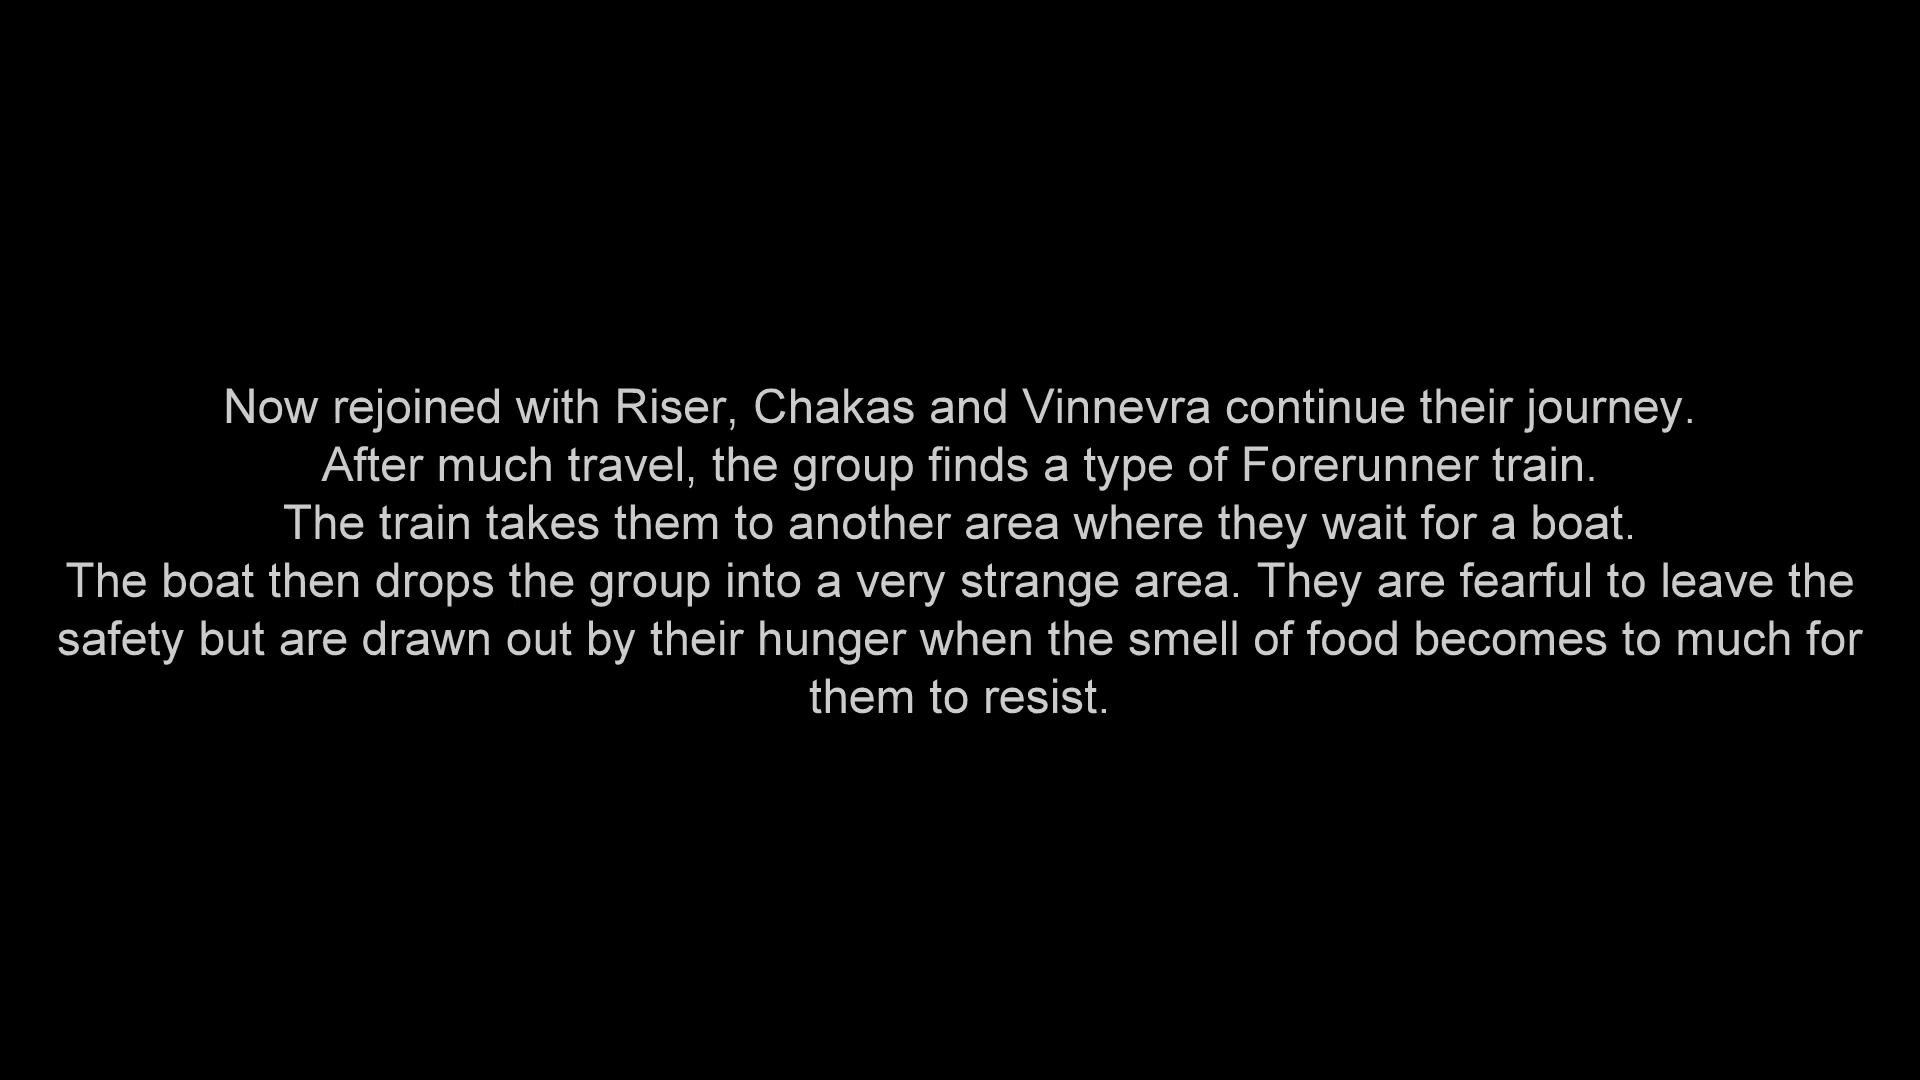 Now rejoined with Riser, Chakas and Vinnevra continue their journey.
After much travel, the group finds a type of Forerunner train.
The train takes them to another area where they wait for a boat.
The boat then drops the group into a very strange area. They are fearful to leave the
safety but are drawn out by their hunger when the smell of food becomes to much for
them to resist.